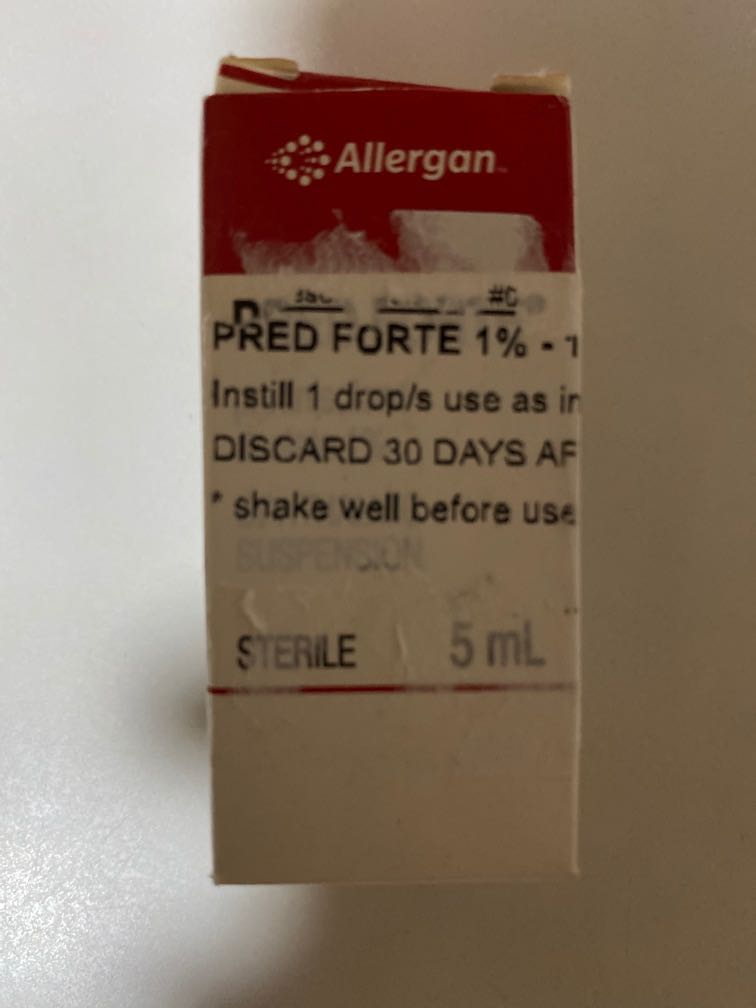 Allergan
PRED FORTE 1% -
Instill 1 drop/s use as in
DISCARD 30 DAYS AF
* shake well before use
SUSPENSION
STERILE 5 mL